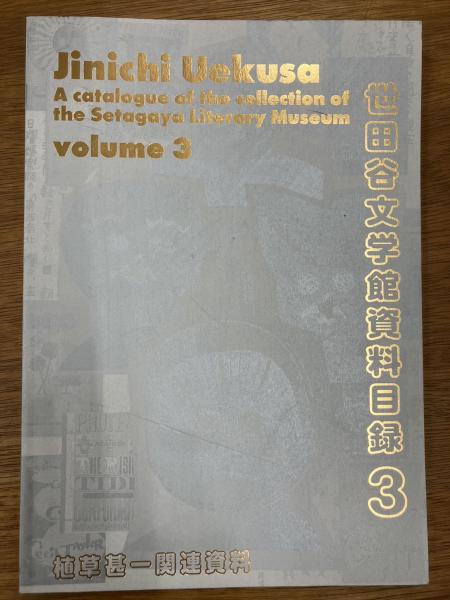 Jinichi Uekusa
A catalogue of the collection of
the Setagaya Literary Museum
volume 3
世田谷文学館資料目録3
植草甚一関連資料